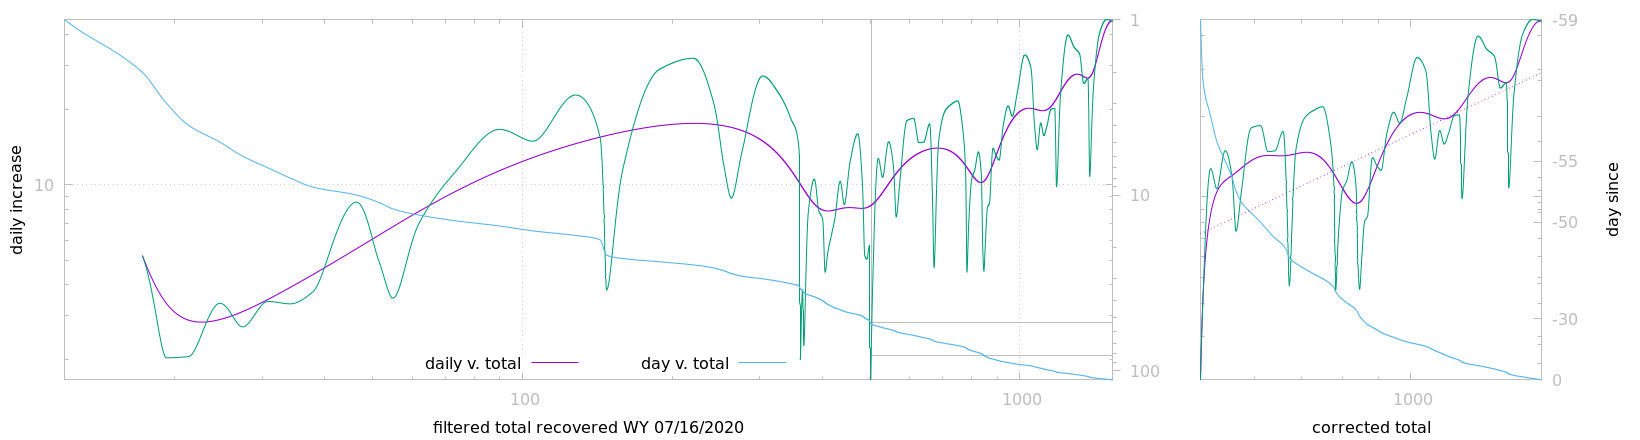 daily increase
10
daily v. total
day v. total
100
1000
filtered total recovered WY 07/16/2020
1
10
100
1000
corrected total
-59
-55
-50
-30
0
day since